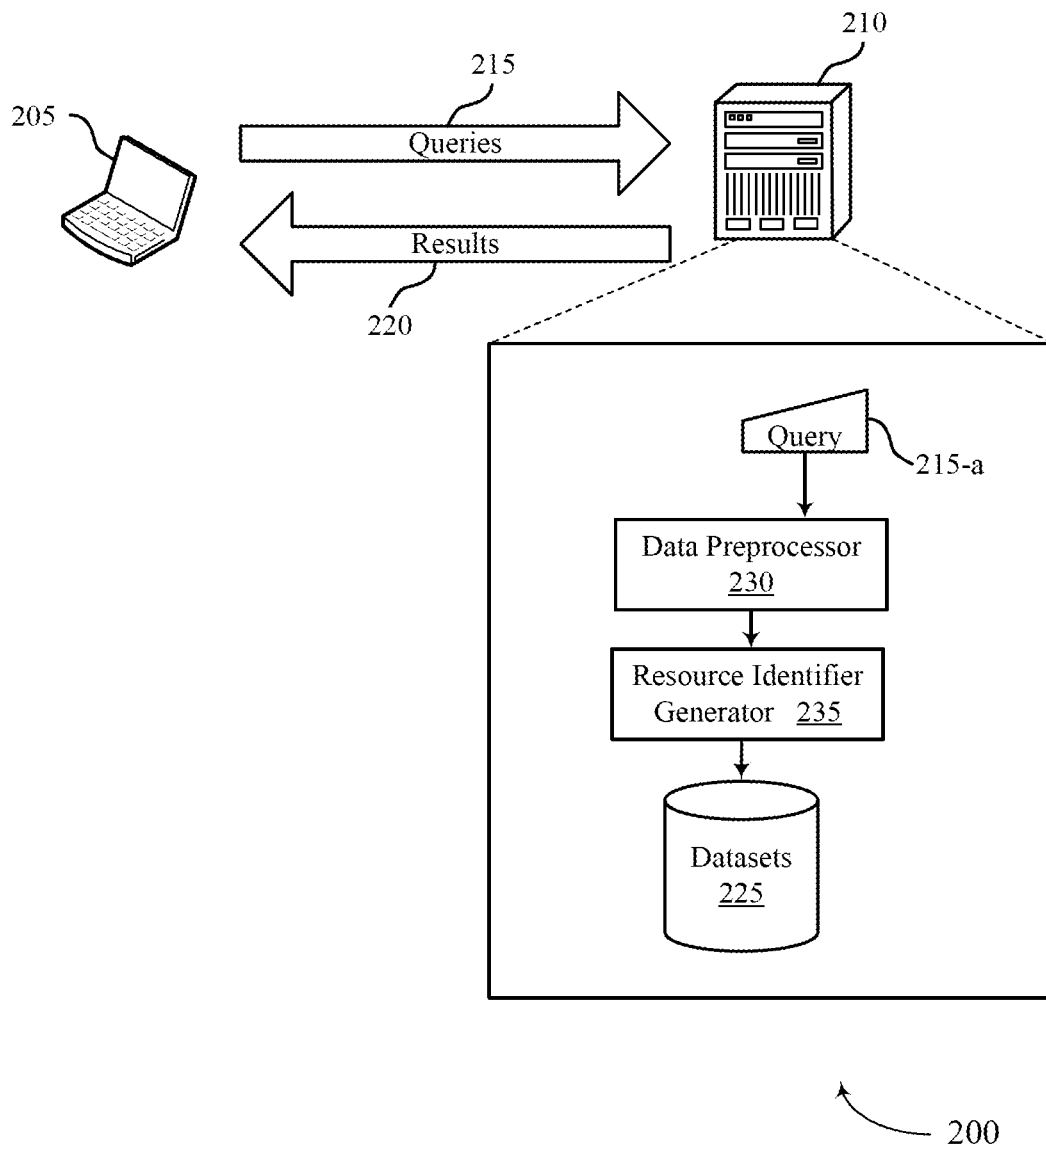 210
215
205
Queries
Results
220
Query
215-a
Data Preprocessor
230
Resource Identifier
Generator 235
Datasets
225
200